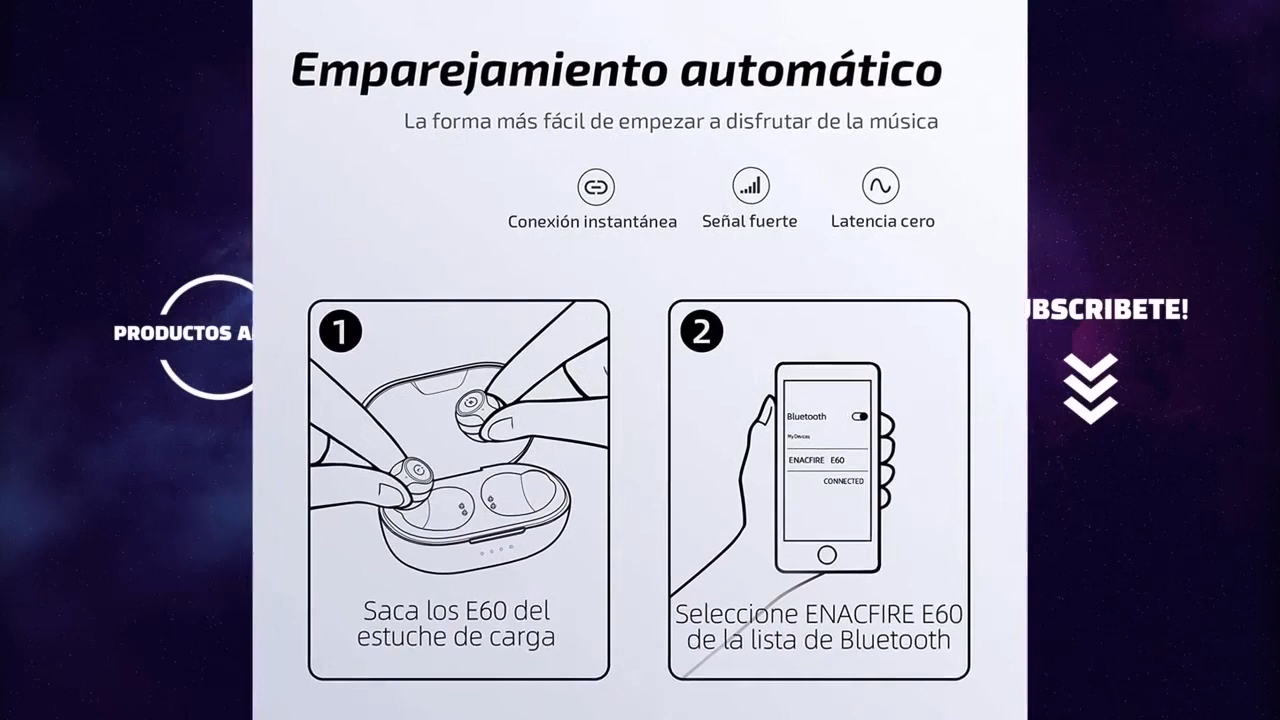 Emparejamiento automático
La forma más fácil de empezar a disfrutar de la música
Conexión instantánea
Señal fuerte
Latencia cero
PRODUCTOS A
UBSCRIBETE!
1
Saca los E60 del
estuche de carga
2
Bluetooth
My Devices
ENACFIRE E60
CONNECTED
Seleccione ENACFIRE E60
de la lista de Bluetooth